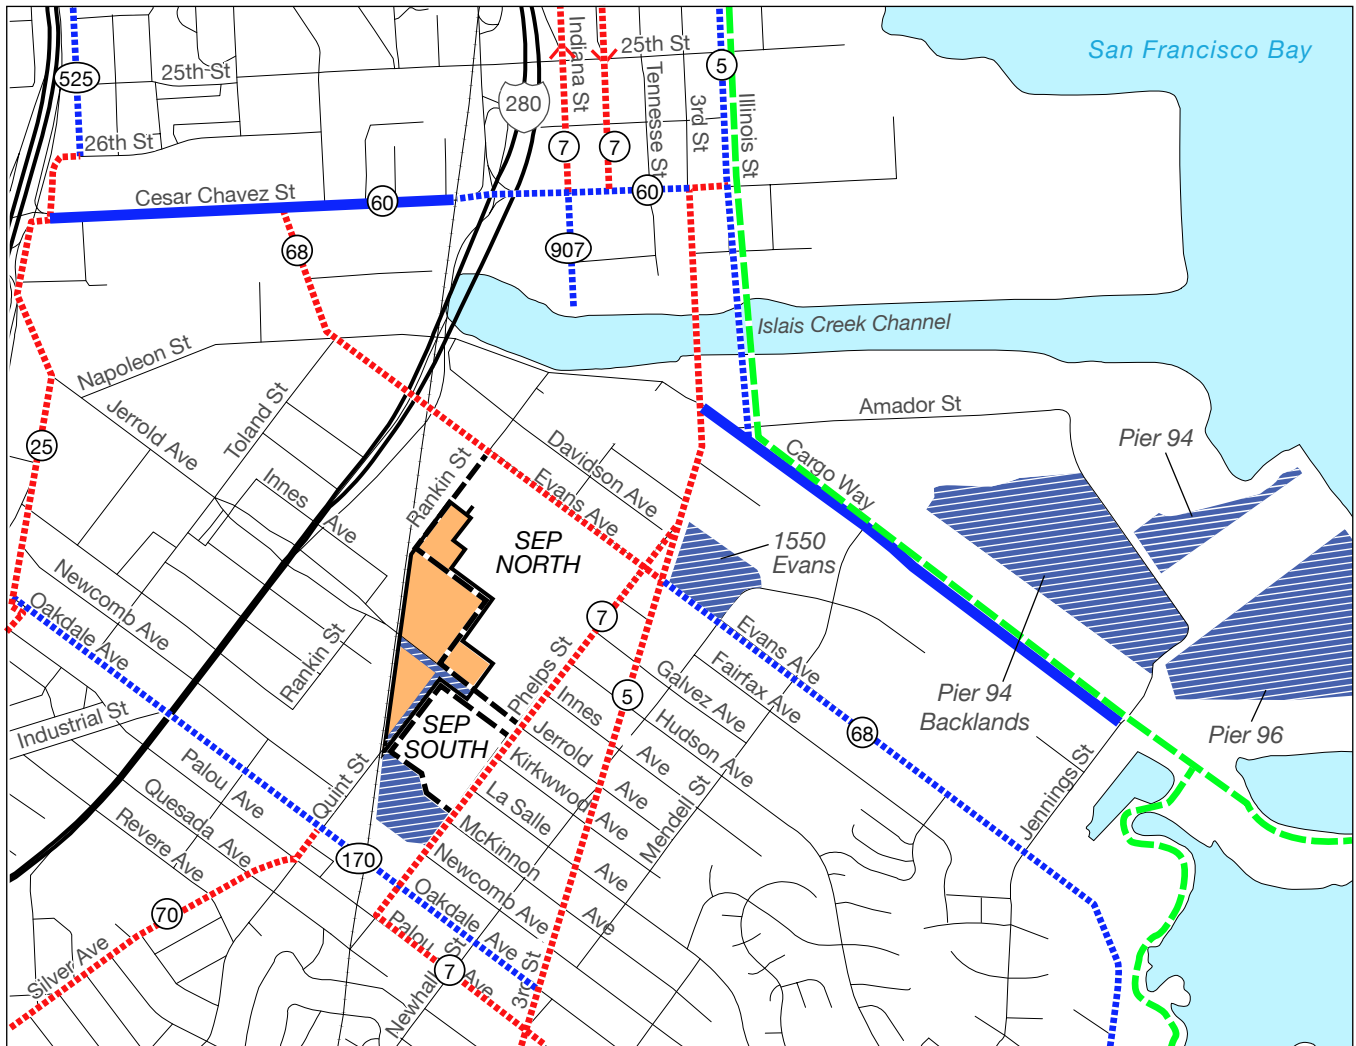 San Francisco Bay
Indiana St
25th St
525
25th St
5
280
Tennesse St
3rd St
Illinois St
26th St
7
7
Cesar Chavez St
60
60
68
907
Islais Creek Channel
Napoleon St
Jerrold Ave
Toland St
Amador St
Pier 94
25
Davidson Ave
Evans Ave
Cargo Way
Innes
Ave
Rankin St
SEP
NORTH
1550
Evans
Newcomb Ave
Oakdale Ave
Rankin St
7
Phelps St
Evans Ave
Fairfax Ave
Galvez Ave
Hudson Ave
5
Pier 94
Backlands
Pier 96
68
Industrial St
SEP
SOUTH
Innes
Ave
Jerrold
Ave
Kirkwood
Ave
La Salle
Ave
McKinnon
Ave
Mendell St
Jennings St
Quint St
Palou Ave
Quesada Ave
Revere Ave
170
Newcomb Ave
Oakdale Ave
Palou Ave
70
Silver Ave
7
Newhall St
3rd St